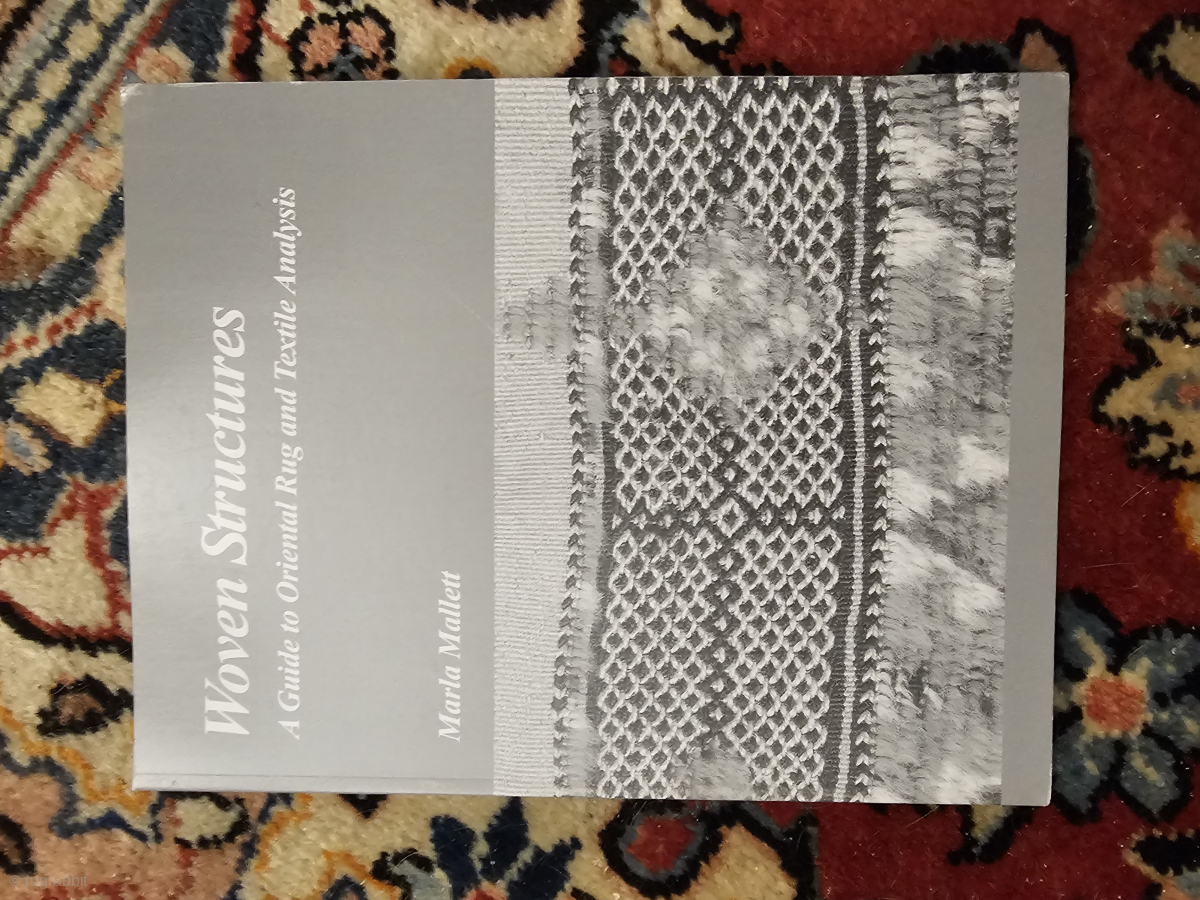 Woven Structures
A Guide to Oriental Rug and Textile Analysis
Marla Mallett